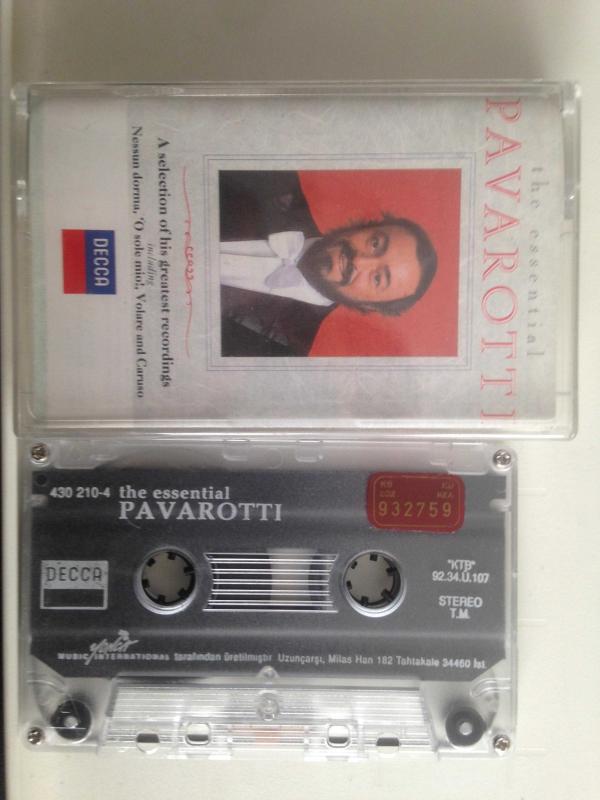 the essential
PAVAROTTI
A selection of his greatest recordings
including
Nessun dorma, 'O sole mio!, Volare and Caruso
DECCA
430 210-4
the essential
PAVAROTTI
932759
DECCA
"KTB"
92.34.Ü.107
STEREO
T.M.
MUSIC INTERNATIONAL tarafından üretilmiştir Uzunçarşı, Milas Han 182 Tahtakale 34460 İst.